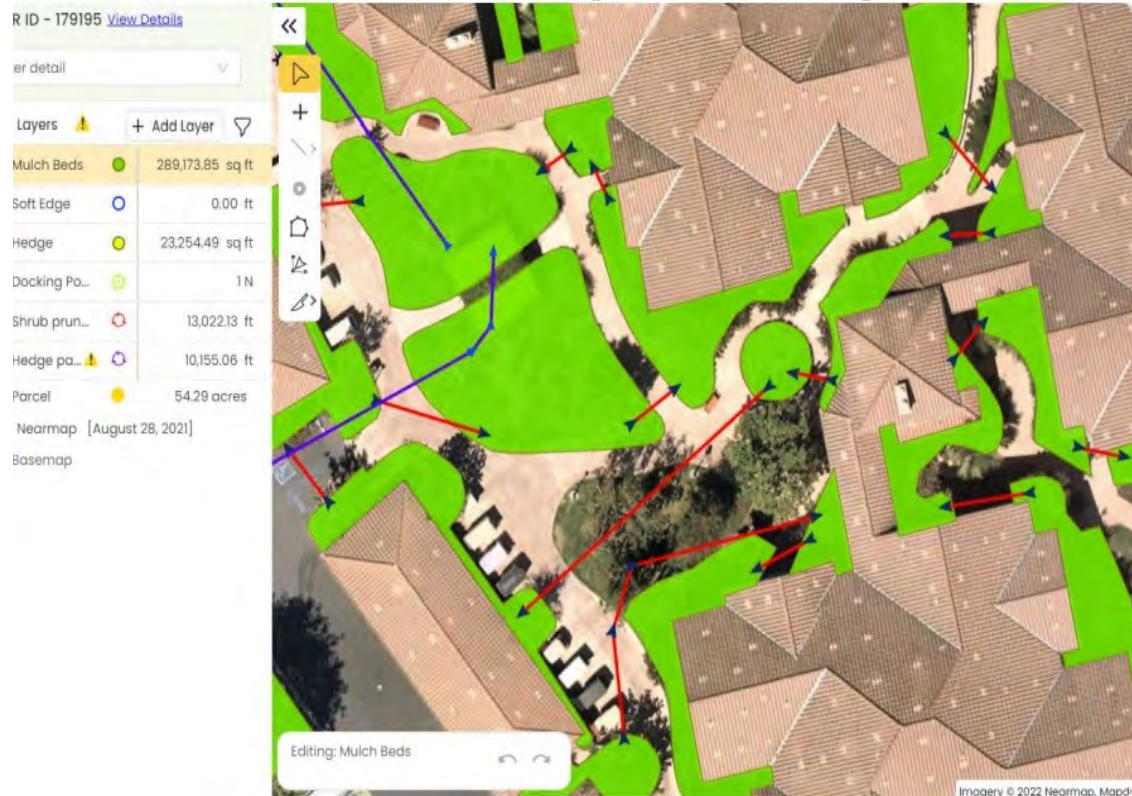 R ID - 179195 View Details
er detail
Layers + Add Layer
Mulch Beds 289,173.85 sq ft
Soft Edge 0.00 ft
Hedge 23,254.49 sq ft
Docking Po... 1 N
Shrub prun... 13,022.13 ft
Hedge pa... 10,155.06 ft
Parcel 54.29 acres
Nearmap [August 28, 2021]
Basemap
Editing: Mulch Beds
Imagery © 2022 Nearmap, Mapd